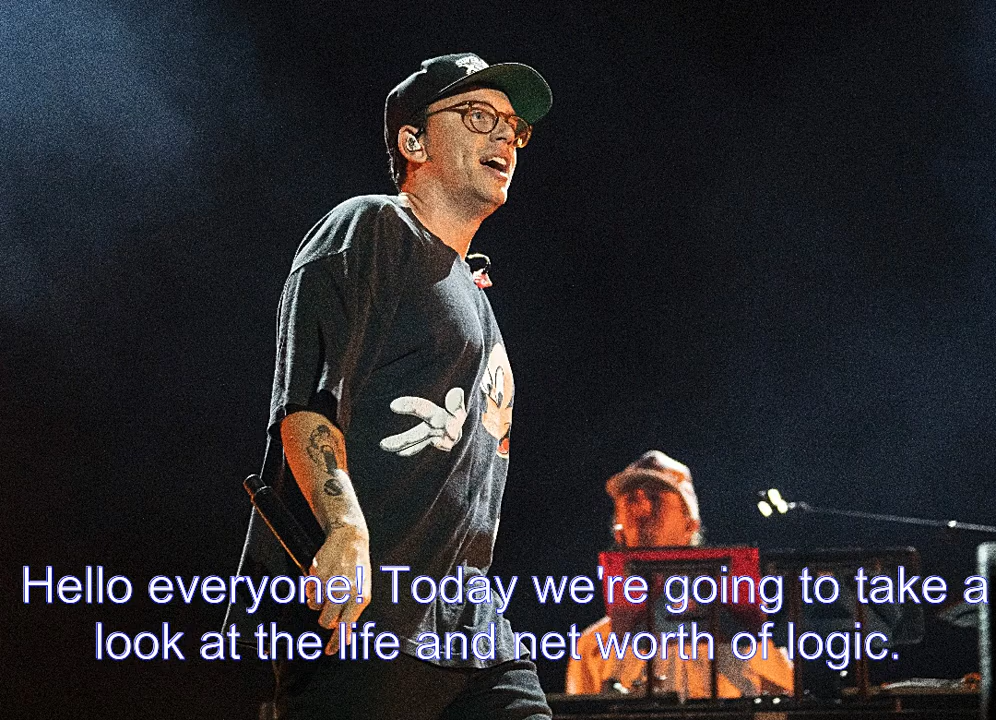 Hello everyone! Today we're going to take a
look at the life and net worth of logic.